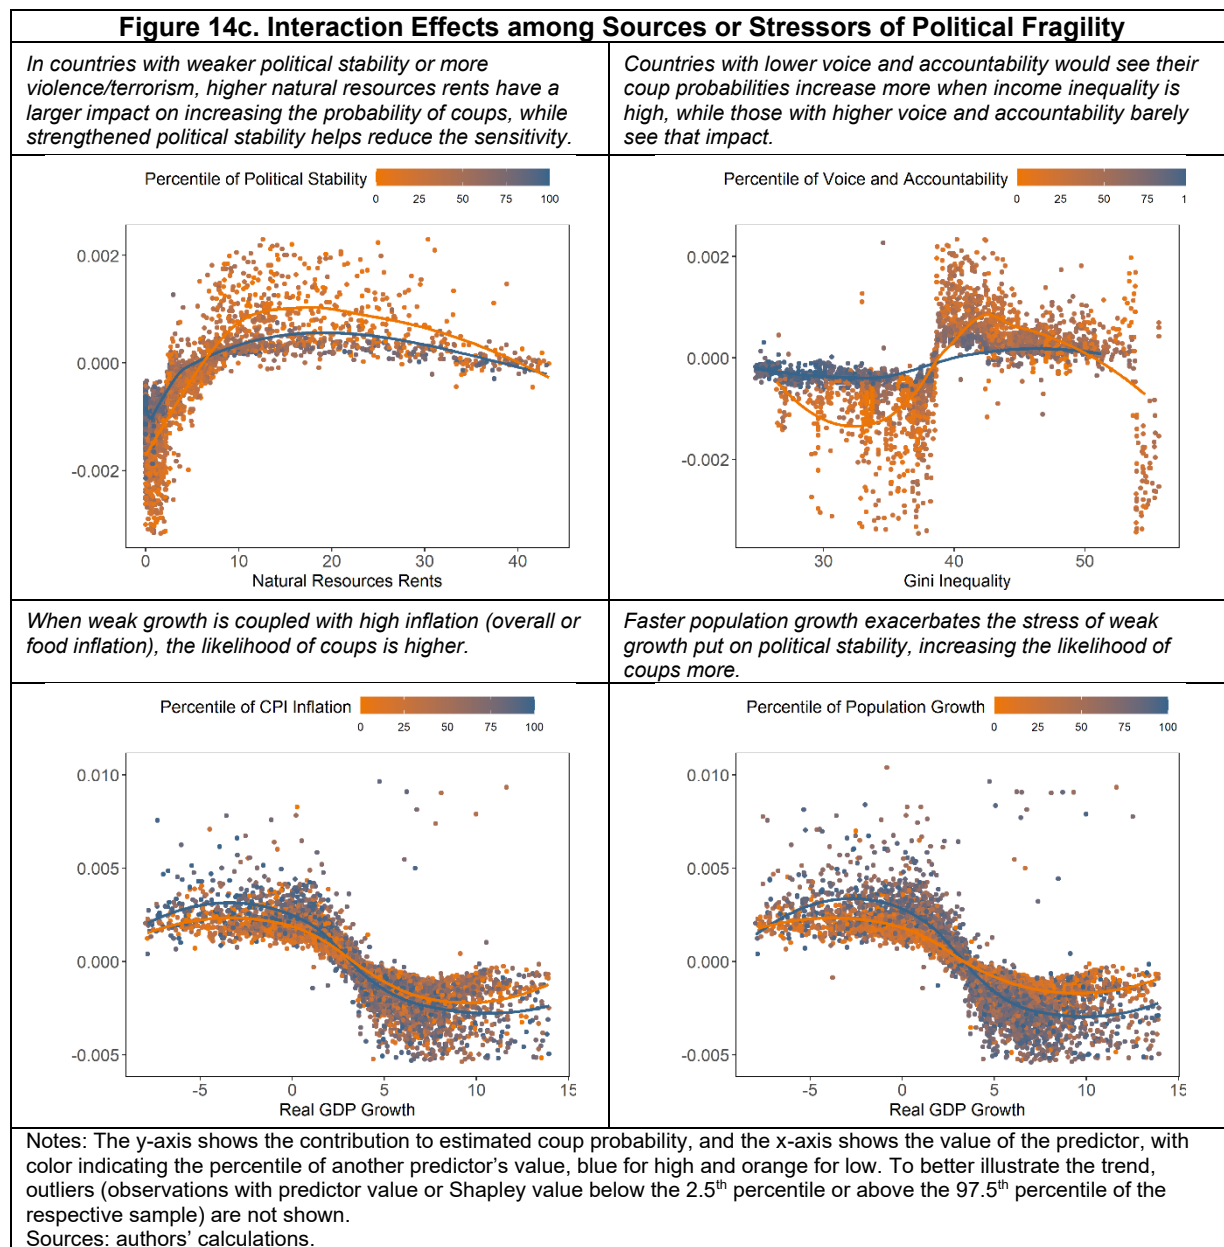 Figure 14c. Interaction Effects among Sources or Stressors of Political Fragility
In countries with weaker political stability or more
violence/terrorism, higher natural resources rents have a
larger impact on increasing the probability of coups, while
strengthened political stability helps reduce the sensitivity.
Countries with lower voice and accountability would see their
coup probabilities increase more when income inequality is
high, while those with higher voice and accountability barely
see that impact.
Percentile of Political Stability
0 25 50 75 100
0.002
0.000
-0.002
0 10 20 30 40
Natural Resources Rents
Percentile of Voice and Accountability
0 25 50 75 1
0.002
0.000
-0.002
30 40 50
Gini Inequality
When weak growth is coupled with high inflation (overall or
food inflation), the likelihood of coups is higher.
Faster population growth exacerbates the stress of weak
growth put on political stability, increasing the likelihood of
coups more.
Percentile of CPI Inflation
0 25 50 75 100
0.010
0.005
0.000
-0.005
-5 0 5 10 15
Real GDP Growth
Percentile of Population Growth
0 25 50 75 100
0.010
0.005
0.000
-0.005
-5 0 5 10 15
Real GDP Growth
Notes: The y-axis shows the contribution to estimated coup probability, and the x-axis shows the value of the predictor, with
color indicating the percentile of another predictor's value, blue for high and orange for low. To better illustrate the trend,
outliers (observations with predictor value or Shapley value below the 2.5th percentile or above the 97.5th percentile of the
respective sample) are not shown.
Sources: authors' calculations.